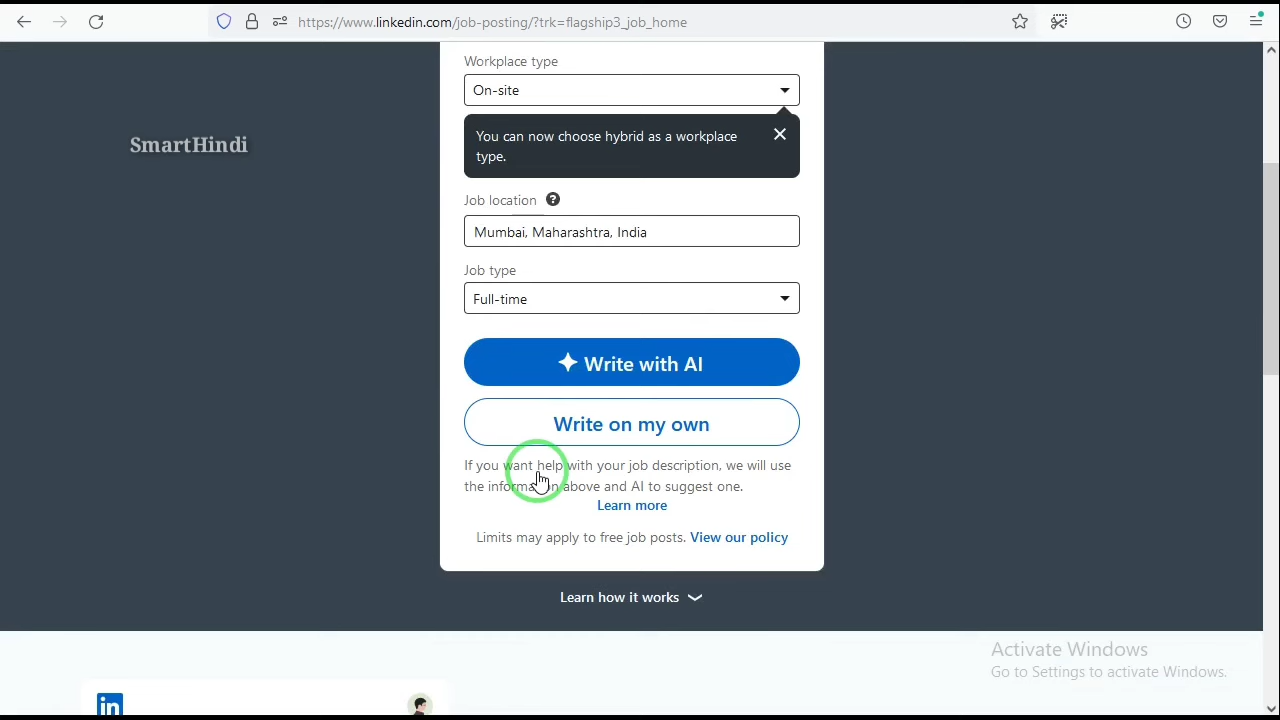 https://www.linkedin.com/job-posting/?trk=flagship3_job_home
Workplace type
On-site
SmartHindi
You can now choose hybrid as a workplace
type.
Job location ?
Mumbai, Maharashtra, India
Job type
Full-time
Write with AI
Write on my own
If you want help with your job description, we will use
the information above and AI to suggest one.
Learn more
Limits may apply to free job posts. View our policy
Learn how it works
Activate Windows
Go to Settings to activate Windows.
in